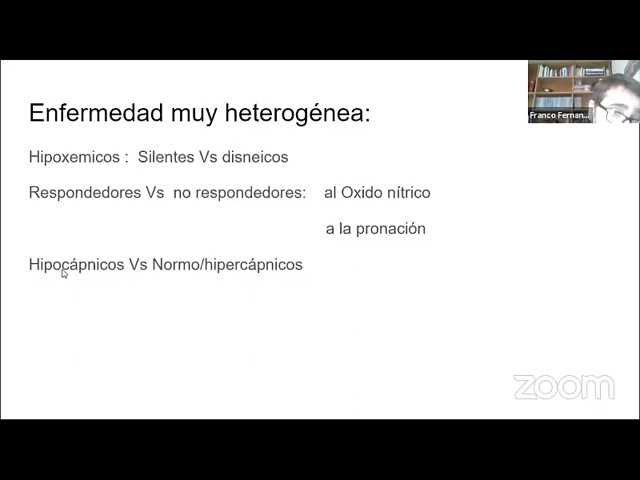 Franco Fernan...
Enfermedad muy heterogénea:
Hipoxemicos : Silentes Vs disneicos
Respondedores Vs no respondedores: al Oxido nítrico
a la pronación
Hipocápnicos Vs Normo/hipercápnicos
zoom